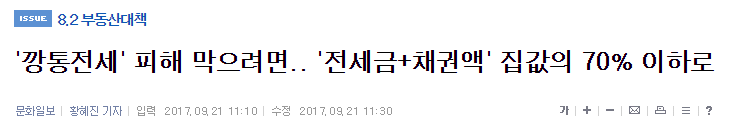 ISSUE 8.2 부동산대책
'깡통전세' 피해 막으려면.. '전세금+채권액' 집값의 70% 이하로
문화일보 | 황혜진 기자 | 입력 2017.09.21 11:10 | 수정 2017.09.21 11:30 가 | + | - | ?